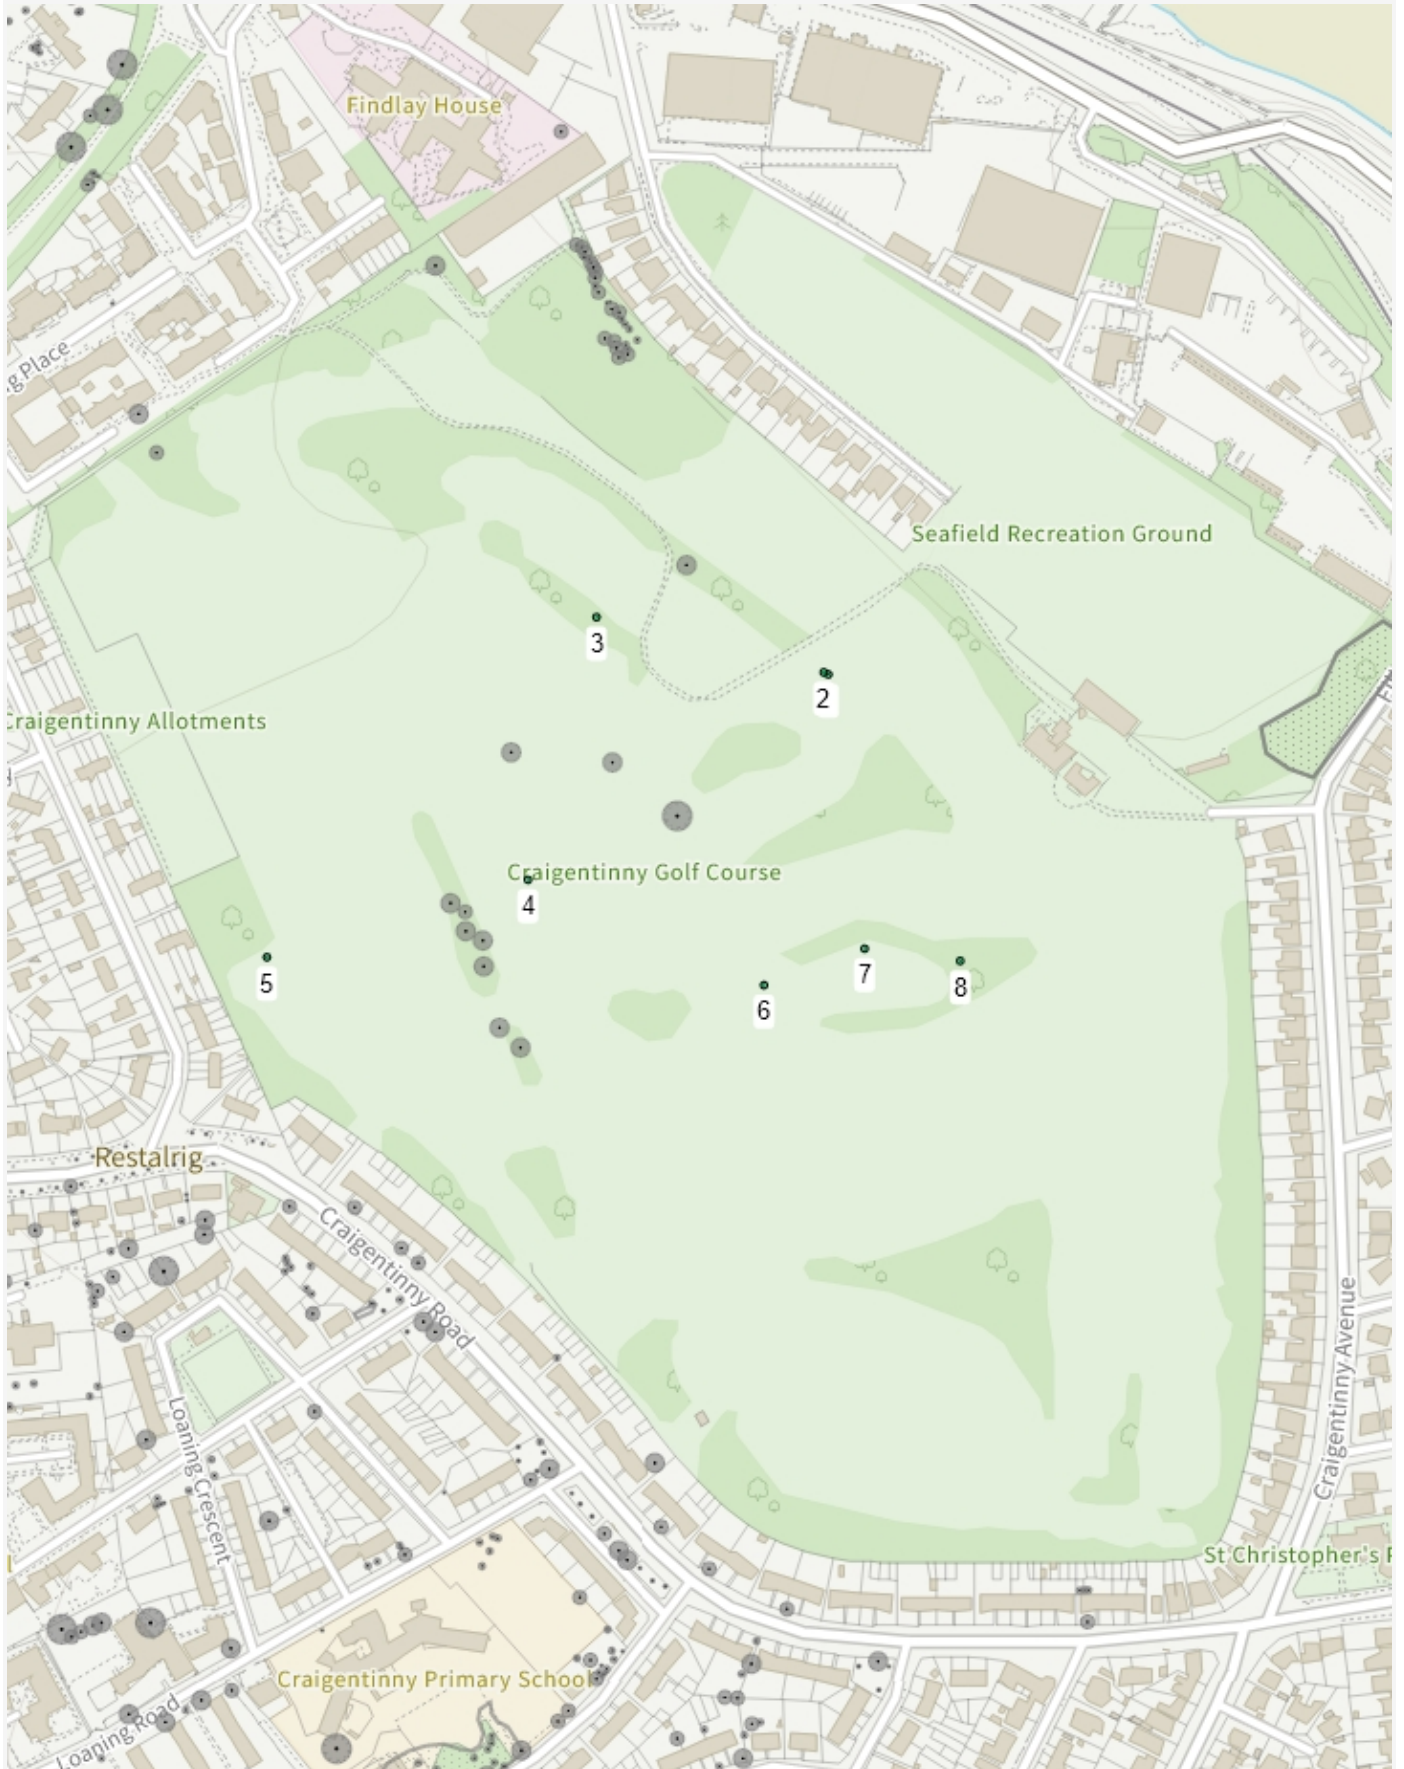 Findlay House
g Place
Seafield Recreation Ground
3
2
Craigentinny Allotments
Craigentinny Golf Course
4
5
7
8
6
Restalrig
Craigentinny Road
Craigentinny Avenue
Loaning Crescent
St Christopher's
Craigentinny Primary School
Loaning Road